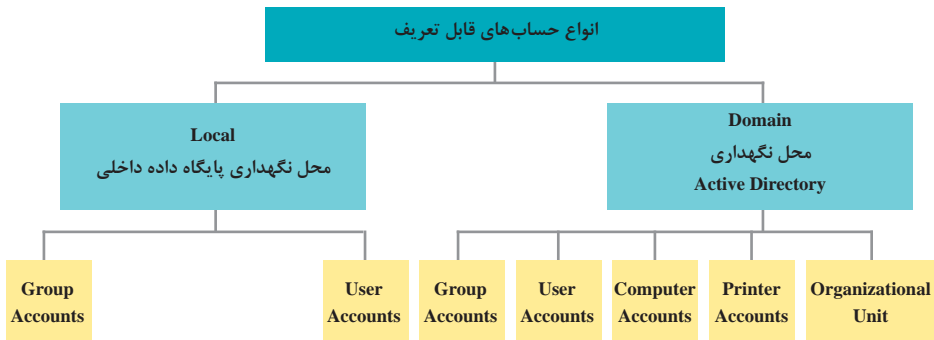 انواع حساب‌های قابل تعریف
Domain
محل نگهداری
Active Directory
Local
محل نگهداری پایگاه داده داخلی
Group
Accounts
User
Accounts
Group
Accounts
User
Accounts
Computer
Accounts
Printer
Accounts
Organizational
Unit